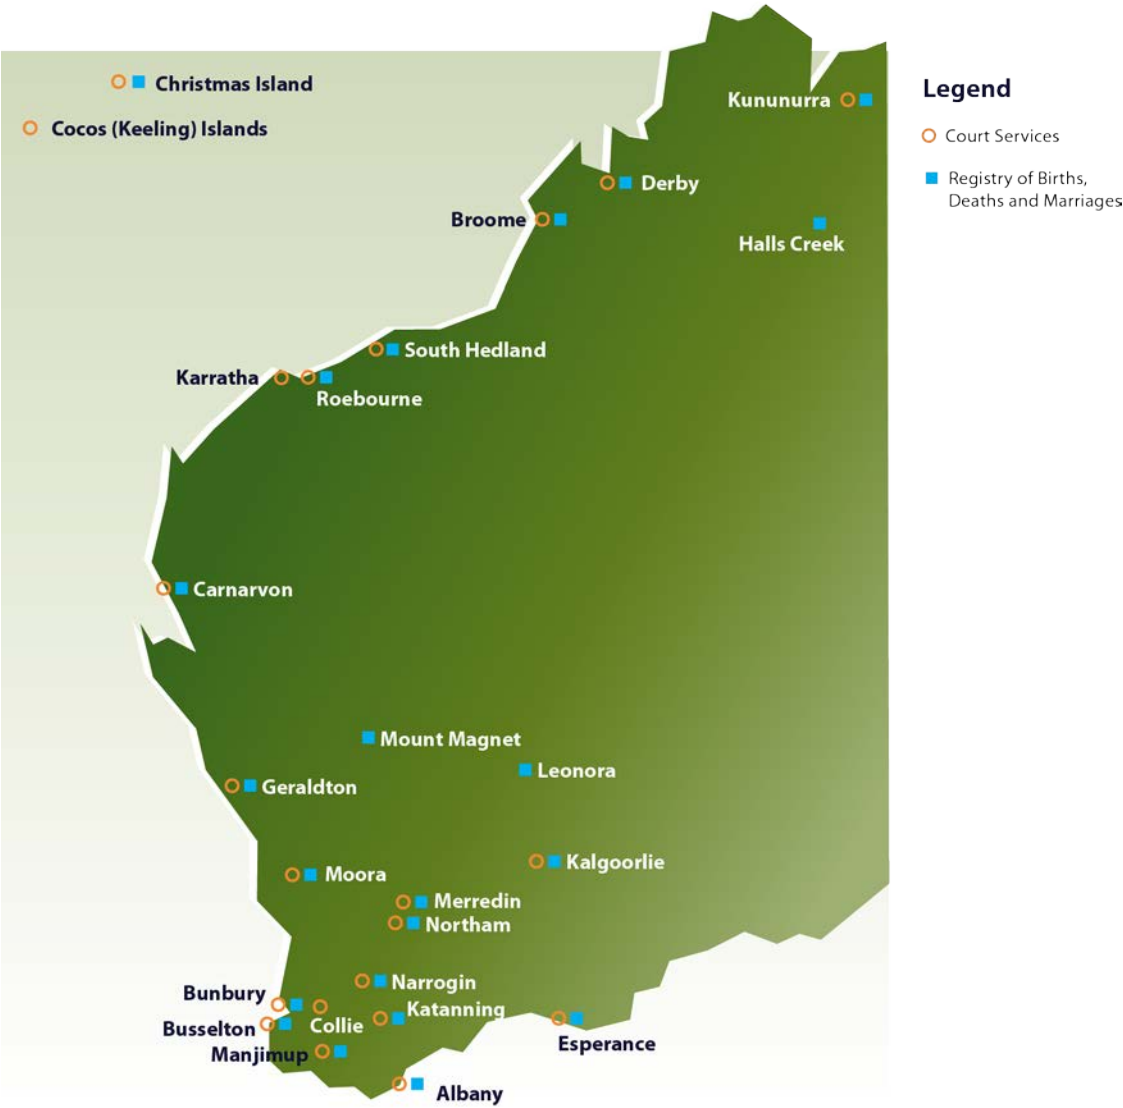 Christmas Island
Cocos (Keeling) Islands
Kununurra
Legend
Court Services
Registry of Births,
Deaths and Marriages
Derby
Broome
Halls Creek
South Hedland
Karratha
Roebourne
Carnarvon
Mount Magnet
Leonora
Geraldton
Kalgoorlie
Moora
Merredin
Northam
Narrogin
Bunbury
Katanning
Collie
Busselton
Esperance
Manjimup
Albany